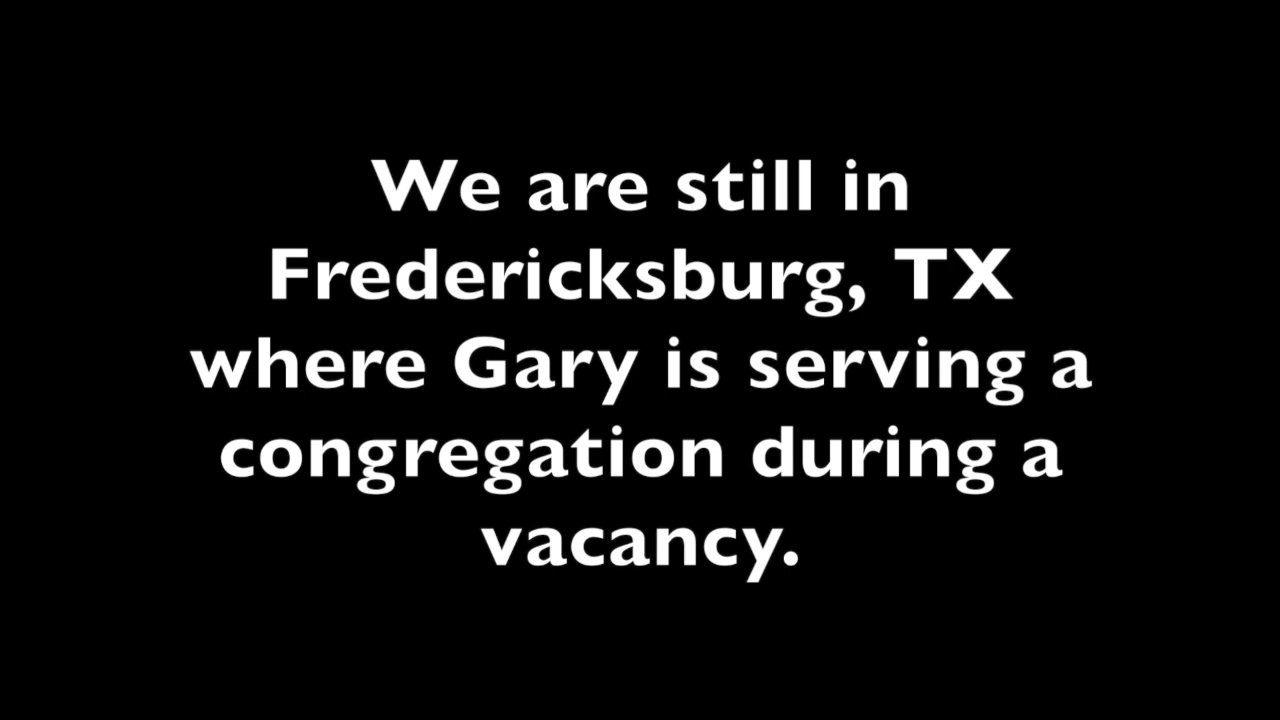 We are still in
Fredericksburg, TX
where Gary is serving a
congregation during a
vacancy.